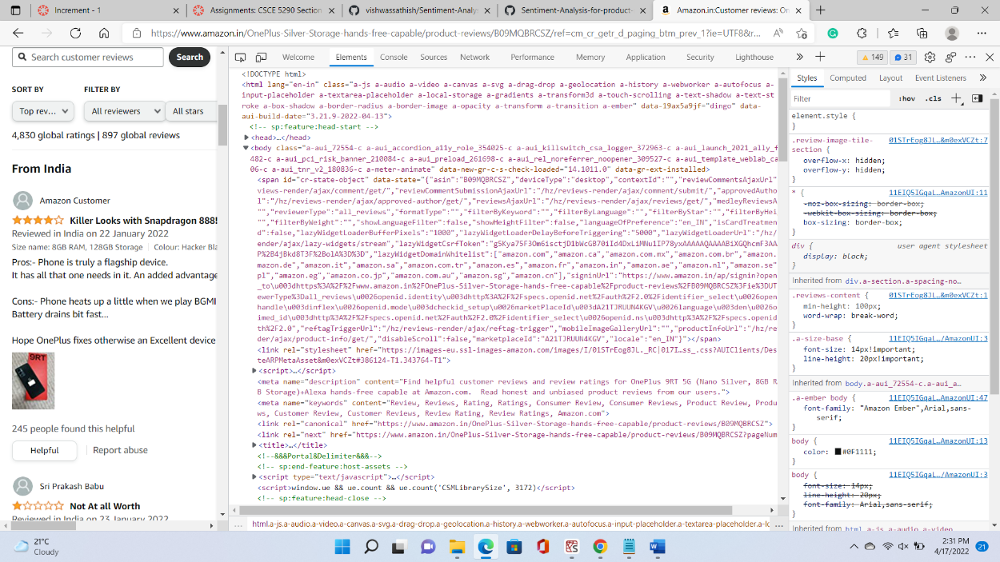 Increment - 1
Assignments: CSCE 5290 Section
vishwassathish/Sentiment-Analy
Sentiment-Analysis-for-product-
Amazon.in:Customer reviews: On
https://www.amazon.in/OnePlus-Silver-Storage-hands-free-capable/product-reviews/B09MQBRCSZ/ref=cm_cr_getr_d_paging_btm_prev_1?ie=UTF8&r...
Search customer reviews
Search
SORT BY
FILTER BY
Top rev...
All reviewers
All stars
4,830 global ratings | 897 global reviews
From India
Amazon Customer
Killer Looks with Snapdragon 888!
Reviewed in India on 22 January 2022
Size name: 8GB RAM, 128GB Storage
Colour: Hacker Bla
Pros:- Phone is truly a flagship device.
It has all that one needs in it. An added advantage
Cons:- Phone heats up a little when we play BGMI
Battery drains bit fast...
Hope OnePlus fixes otherwise an Excellent device
9RT
245 people found this helpful
Helpful
Report abuse
Sri Prakash Babu
Not At all Worth
Reviewed in India on 23 January 2022
Welcome
Elements
Console
Sources
Network
Performance
Memory
Application
Security
Lighthouse
149
31
<!DOCTYPE html>
<html lang="en-in" class="a-js a-audio a-video a-canvas a-svg a-drag-drop a-geolocation a-history a-webworker a-autofocus a-
input-placeholder a-textarea-placeholder a-local-storage a-gradients a-transform3d a-touch-scrolling a-text-shadow a-text-st
roke a-box-shadow a-border-radius a-border-image a-opacity a-transform a-transition a-ember" data-19ax5a9jf="dingo" data-
aui-build-date="3.21.9-2022-04-13">
<!-- sp:feature:head-start -->
<head>…</head>
<body class="a-aui_72554-c a-aui_accordion_a11y_role_354025-c a-aui_killswitch_csa_logger_372963-c a-aui_launch_2021_ally_f
482-c a-aui_pci_risk_banner_210084-c a-aui_preload_261698-c a-aui_rel_noreferrer_noopener_309527-c a-aui_template_weblab_ca
06-c a-aui_tnr_v2_180836-c a-meter-animate" data-new-gr-c-s-check-loaded="14.1011.0" data-gr-ext-installed>
<span id="cr-state-object" data-state="{"asin":"B09MQBRCSZ","deviceType":"desktop","contextId":"","reviewCommentsAjaxUrl"
views-render/ajax/comment/get/","reviewCommentSubmissionAjaxUrl":"/hz/reviews-render/ajax/comment/submit/","approvedAutho
l":"/hz/reviews-render/ajax/approved-author/get/","reviewsAjaxUrl":"/hz/reviews-render/ajax/reviews/get/","medleyReviewsA
"","reviewerType":"all_reviews","formatType":"","filterByKeyword":"","filterByLanguage":"","filterByStar":"","filterByHei
"","filterByWeight":"","showLanguageFilter":false,"showHeightFilter":false,"languageOfPreference":"en_IN","isCardTreatmen
d":false,"lazyWidgetLoaderBufferPixels":"1000","lazyWidgetLoaderDelayBeforeTriggering":"5000","lazyWidgetLoaderUrl":"/hz/
ender/ajax/lazy-widgets/stream","lazyWidgetCsrfToken":
,"lazyWidgetDomainWhitelist":["amazon.com","amazon.ca","amazon.com.mx","amazon.com.br","amazon.
mazon.de","amazon.it","amazon.sa","amazon.com.tr","amazon.es","amazon.fr","amazon.in","amazon.ae","amazon.nl","amazon.se"
pl","amazon.eg","amazon.co.jp","amazon.com.au","amazon.sg","amazon.cn"],"signinUrl":"https://www.amazon.in/ap/signin?open
_to\u003dhttps%3A%2F%2Fwww.amazon.in%2FOnePlus-Silver-Storage-hands-free-capable%2Fproduct-reviews%2FB09MQBRCSZ%3Fie%3DUT
ewerType%3Dall_reviews\u0026openid.identity\u003dhttp%3A%2F%2Fspecs.openid.net%2Fauth%2F2.0%2Fidentifier_select\u0026open
handle\u003dinflex\u0026openid.mode\u003dcheckid_setup\u0026marketPlaceId\u003dA21TJRUUN4KGV\u0026language\u003den\u0026o
imed_id\u003dhttp%3A%2F%2Fspecs.openid.net%2Fauth%2F2.0%2Fidentifier_select\u0026openid.ns\u003dhttp%3A%2F%2Fspecs.openid
th%2F2.0","reftagTriggerUrl":"/hz/reviews-render/ajax/reftag-trigger","mobileImageGalleryUrl":"","productInfoUrl":"/hz/re
der/ajax/product-info/get/","disableScroll":false,"marketplaceId":"A21TJRUUN4KGV","locale":"en_IN"}"></span>
<link rel="stylesheet" href="https://images-eu.ssl-images-amazon.com/images/I/01STrEog8JL._RC|017I…ss_.css?AUIClients/Des
teARPMetaAsset&m0exVCZt#386124-T1.343764-T1">
<script>…</script>
<meta name="description" content="Find helpful customer reviews and review ratings for OnePlus 9RT 5G (Nano Silver, 8GB R
B Storage)+Alexa hands-free capable at Amazon.com. Read honest and unbiased product reviews from our users.">
<meta name="keywords" content="Review, Reviews, Rating, Ratings, Consumer Review, Consumer Reviews, Product Review, Produ
ws, Customer Review, Customer Reviews, Review Rating, Review Ratings, Amazon.com">
<link rel="canonical" href="https://www.amazon.in/OnePlus-Silver-Storage-hands-free-capable/product-reviews/B09MQBRCSZ">
<link rel="next" href="https://www.amazon.in/OnePlus-Silver-Storage-hands-free-capable/product-reviews/B09MQBRCSZ?pageNum
<title>…</title>
<!--&&&Portal&Delimiter&&&-->
<!-- sp:end-feature:host-assets -->
<script type="text/javascript">…</script>
<script>window.ue && ue.count && ue.count('CSMLibrarySize', 3172)</script>
<!-- sp:feature:head-close -->
... html.a-js.a-audio.a-video.a-canvas.a-svg.a-drag-drop.a-geolocation.a-history.a-webworker.a-autofocus.a-input-placeholder.a-textarea-placeholder.a-lo ...
Styles
Computed
Layout
Event Listeners
Filter
:hov
.cls
element.style {
}
.review-image-tile-
section {
01STrEog8JL…&m0exVCZt:7
overflow-x: hidden;
overflow-y: hidden;
}
* {
11EIQ5IGqaL…AmazonUI:11
-moz-box-sizing: border-box;
-webkit-box-sizing: border-box;
box-sizing: border-box;
}
div {
user agent stylesheet
display: block;
}
Inherited from div.a-section.a-spacing-no…
.reviews-content {
01STrEog8JL…&m0exVCZt:1
min-height: 100px;
word-wrap: break-word;
}
.a-size-base {
11EIQ5IGqaL…/AmazonUI:3
font-size: 14px!important;
line-height: 20px!important;
}
Inherited from body.a-aui_72554-c.a-aui_a…
.a-ember body {
11EIQ5IGqaL…AmazonUI:47
font-family: "Amazon Ember",Arial,sans-
serif;
}
body {
11EIQ5IGqaL…AmazonUI:13
color: #0F1111;
}
body {
11EIQ5IGqaL…/AmazonUI:3
font-size: 14px;
line-height: 20px;
font-family: Arial,sans-serif;
}
Inherited from html.a-js.a-audio.a-video
21°C
Cloudy
2:31 PM
4/17/2022
21